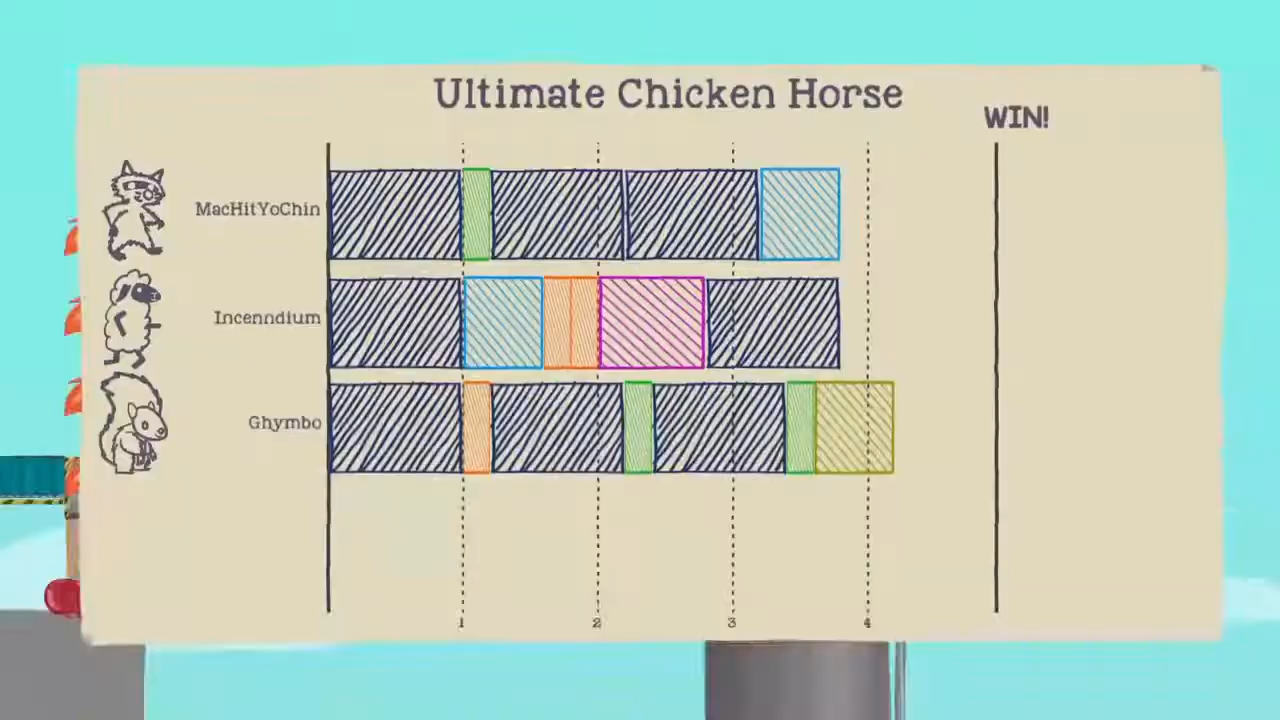 Ultimate Chicken Horse
WIN!
MacHitYoChin
Incenndium
Ghymbo
1 2 3 4